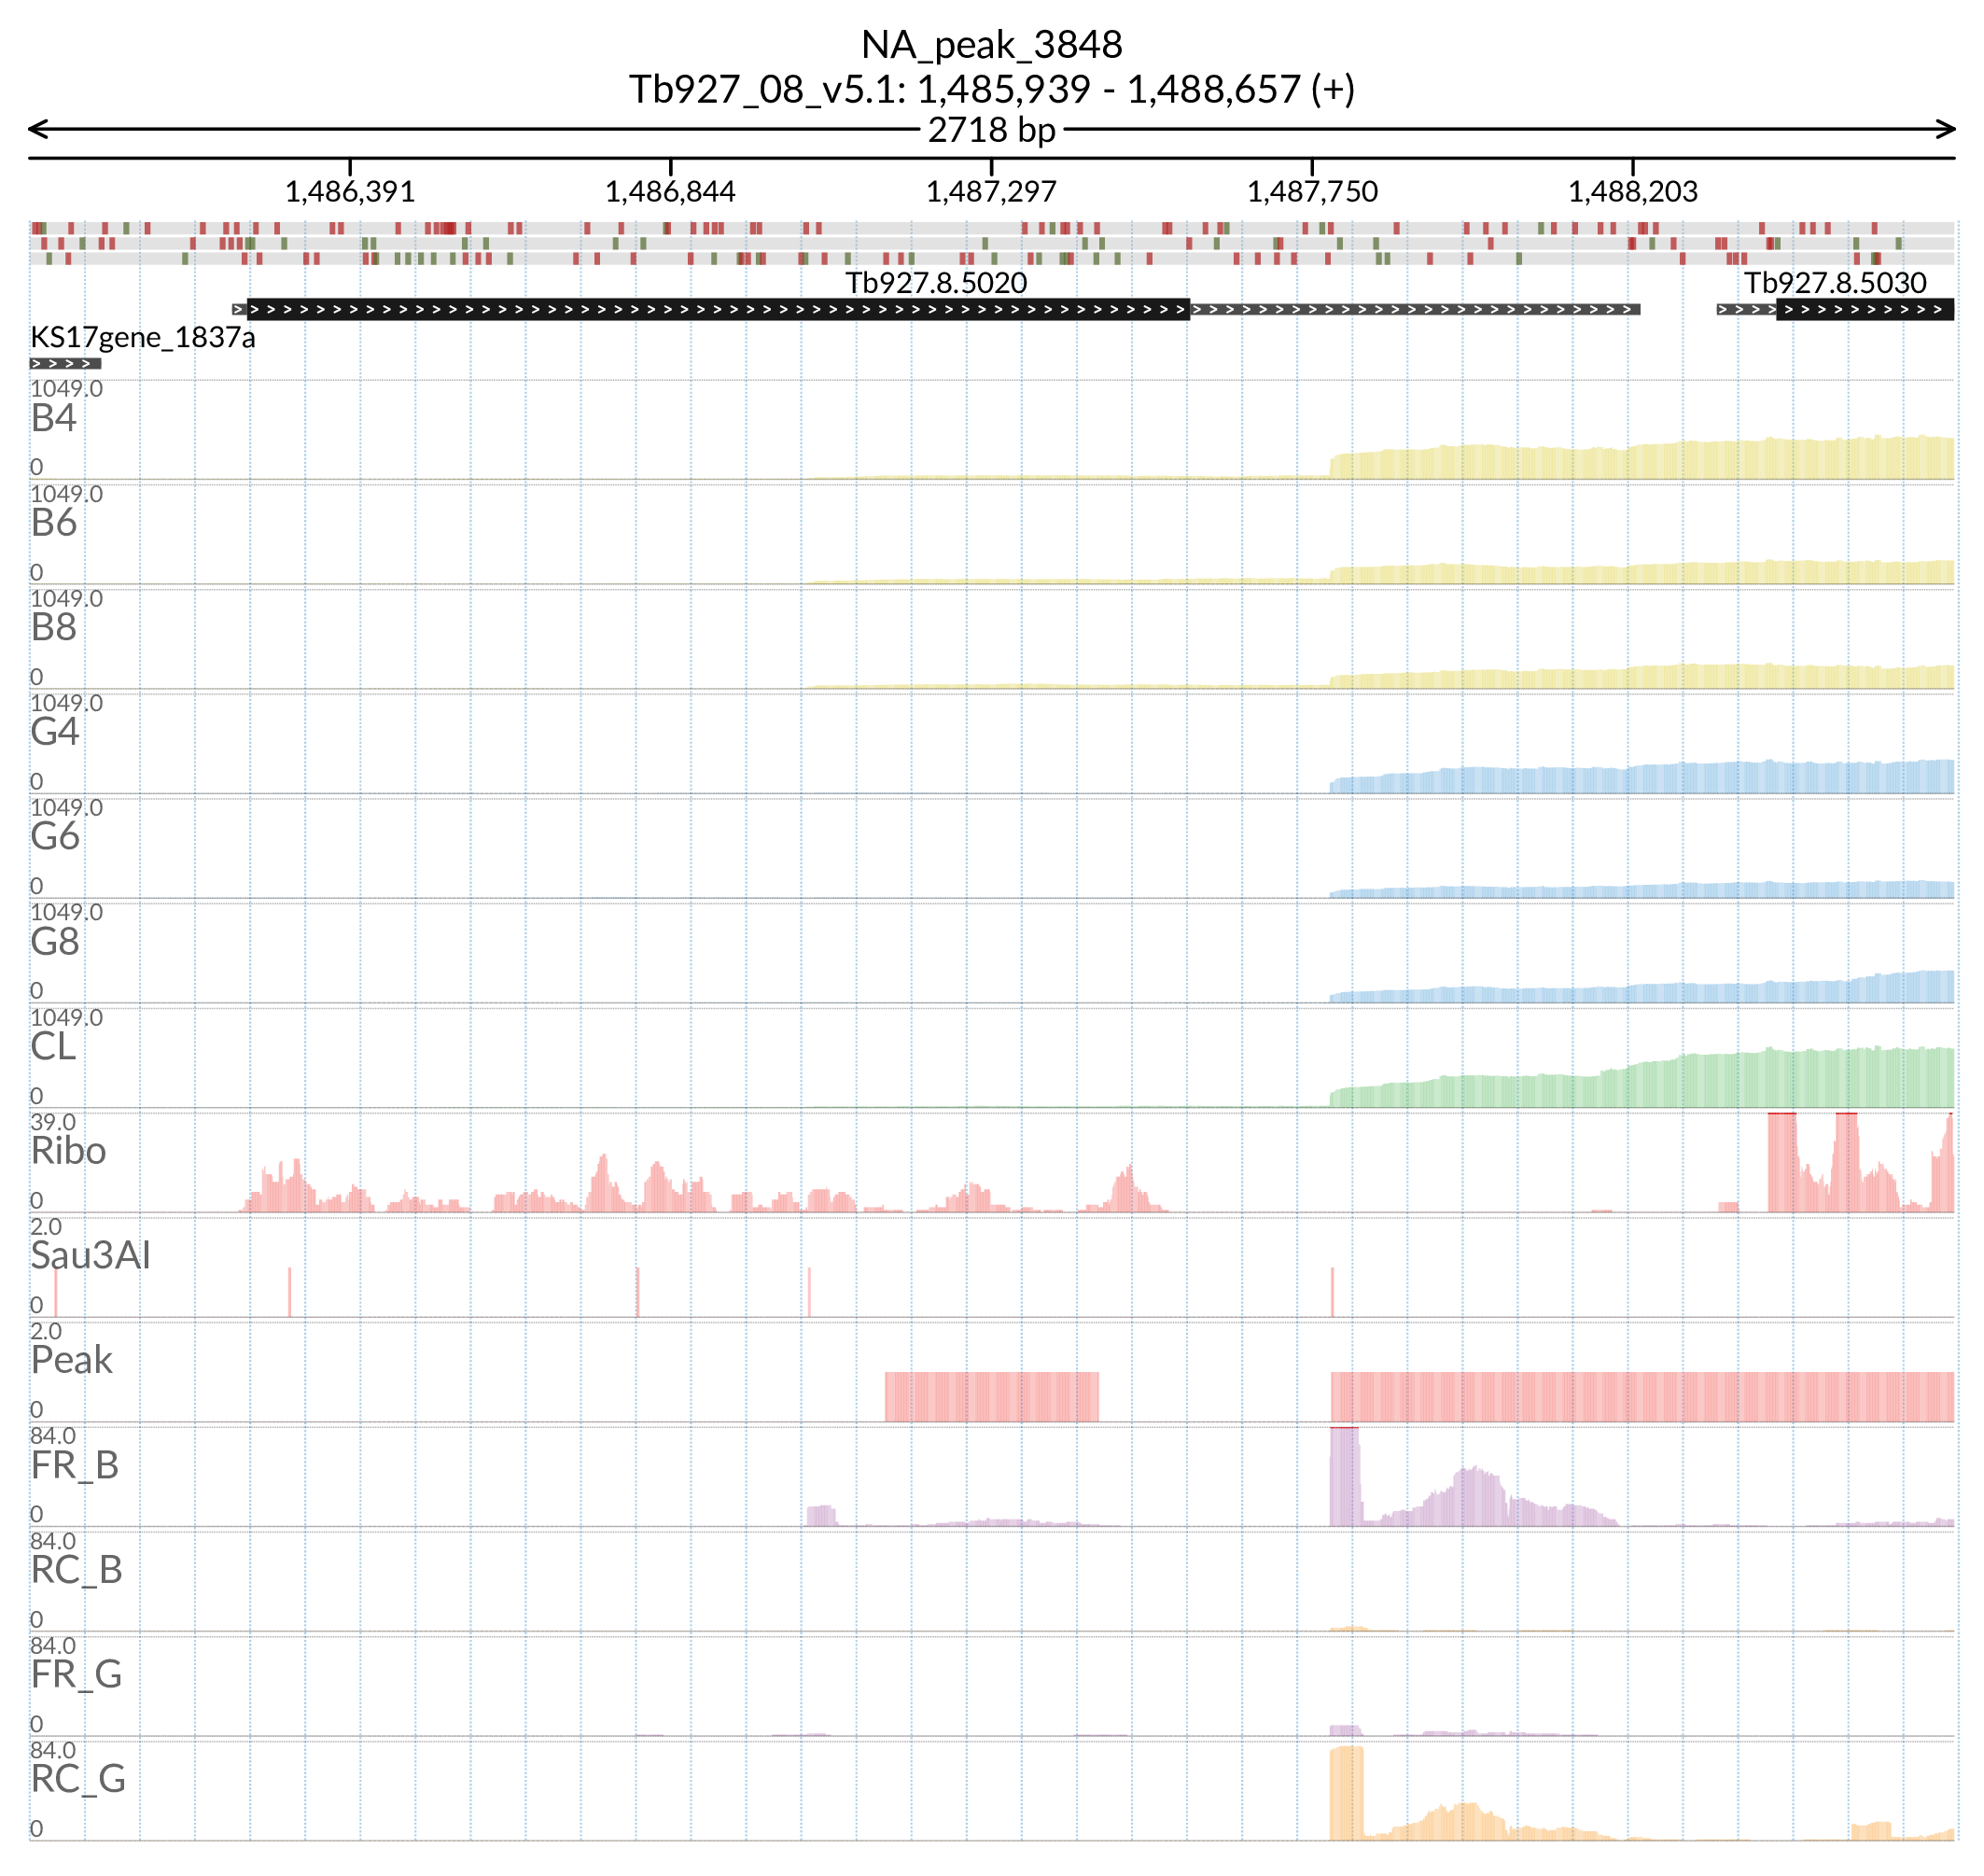 NA_peak_3848
Tb927_08_v5.1: 1,485,939 - 1,488,657 (+)
2718 bp
1,486,391 1,486,844 1,487,297 1,487,750 1,488,203
Tb927.8.5020 Tb927.8.5030
KS17gene_1837a
1049.0
B4
0
1049.0
B6
0
1049.0
B8
0
1049.0
G4
0
1049.0
G6
0
1049.0
G8
0
1049.0
CL
0
39.0
Ribo
0
2.0
Sau3AI
0
2.0
Peak
0
84.0
FR_B
0
84.0
RC_B
0
84.0
FR_G
0
84.0
RC_G
0